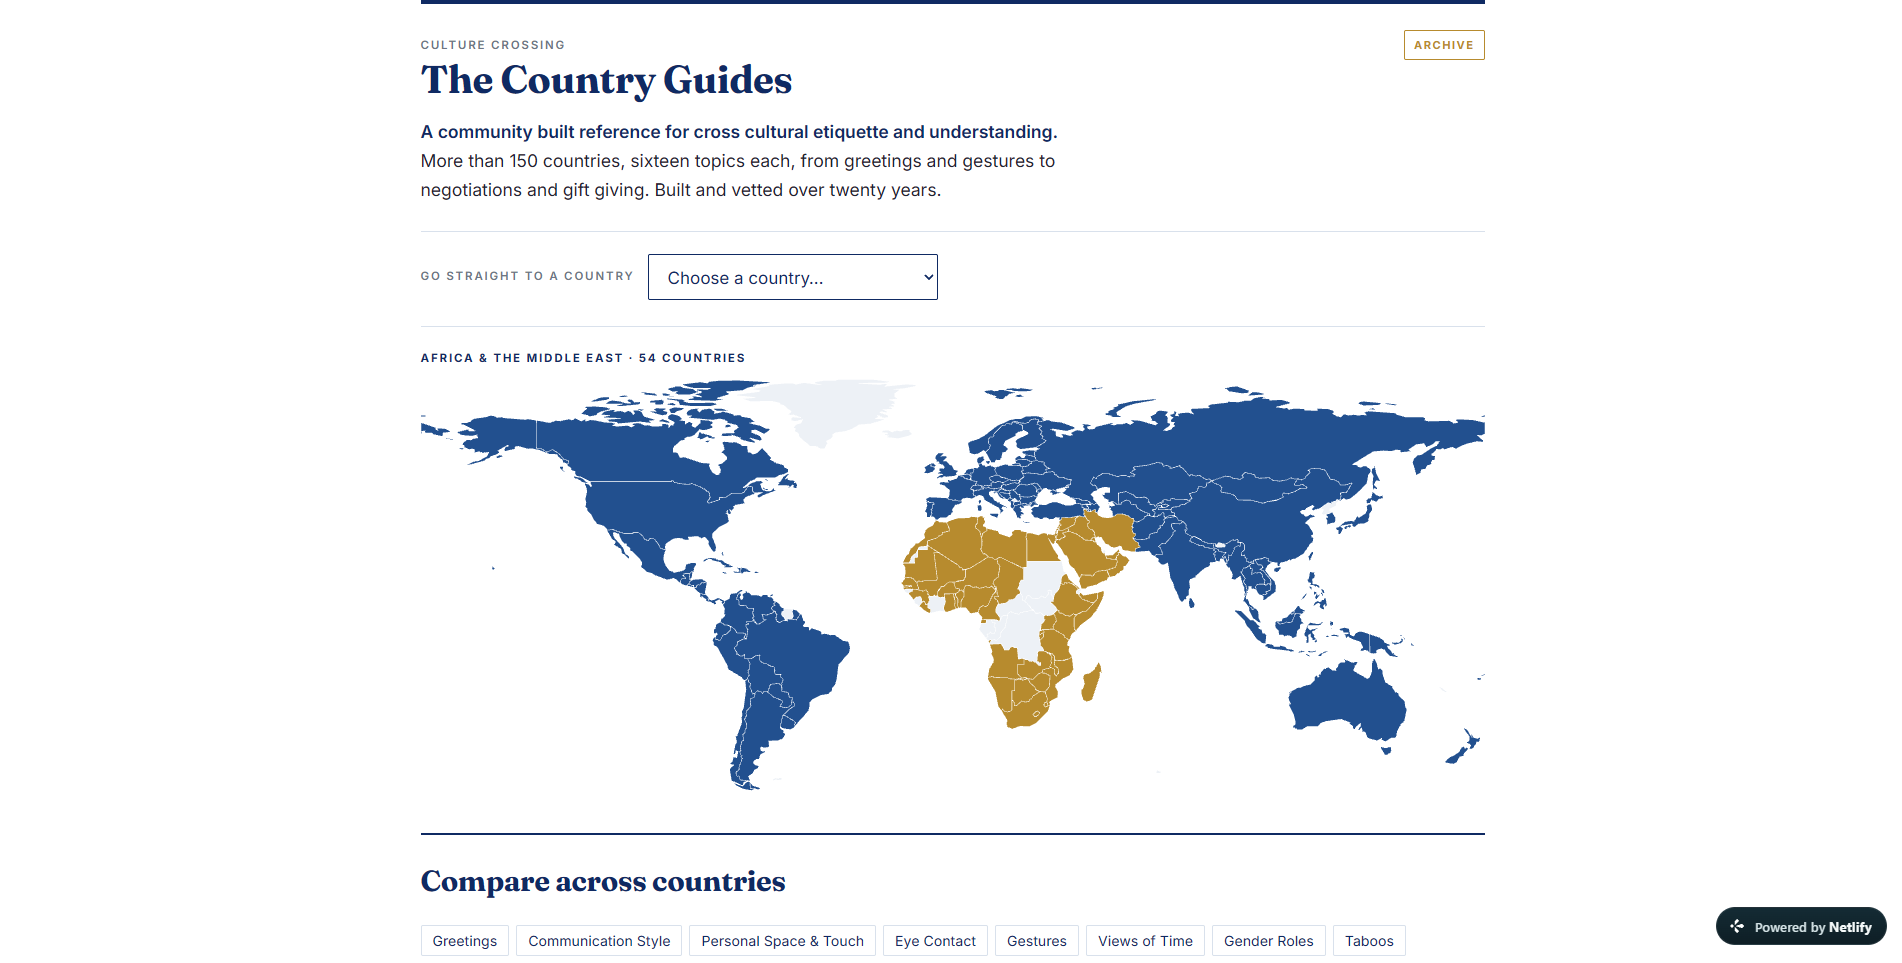 CULTURE CROSSING
ARCHIVE
The Country Guides
A community built reference for cross cultural etiquette and understanding.
More than 150 countries, sixteen topics each, from greetings and gestures to
negotiations and gift giving. Built and vetted over twenty years.
GO STRAIGHT TO A COUNTRY
Choose a country...
AFRICA & THE MIDDLE EAST · 54 COUNTRIES
Compare across countries
Greetings
Communication Style
Personal Space & Touch
Eye Contact
Gestures
Views of Time
Gender Roles
Taboos
Powered by Netlify